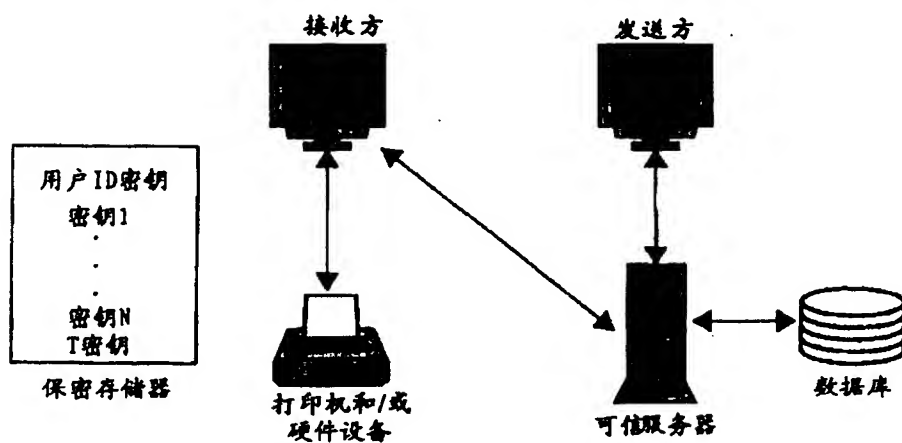 接收方
发送方
用户ID密钥
密钥1
.
.
.
密钥N
T密钥
保密存储器
打印机和/或
硬件设备
可信服务器
数据库